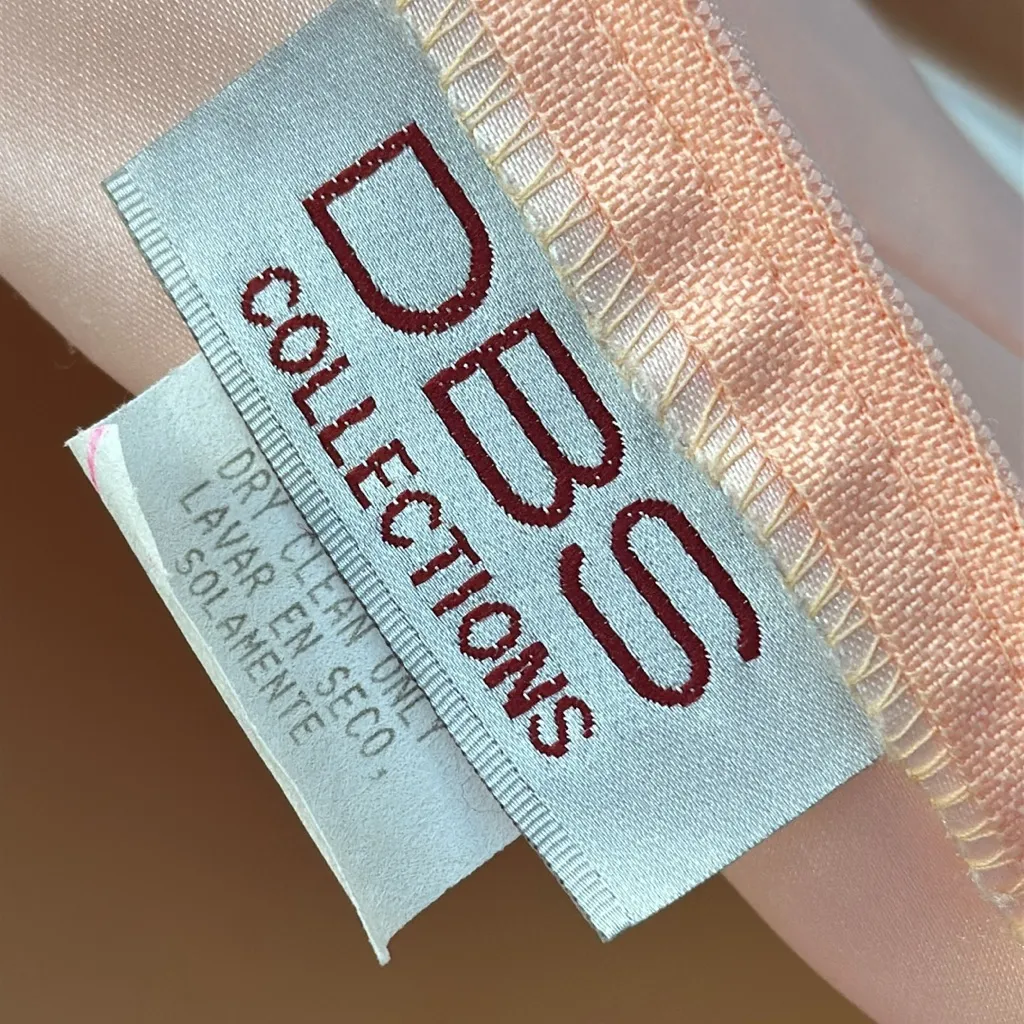 DBS
COLLECTIONS
DRY CLEAN ONLY
LAVAR EN SECO,
SOLAMENTE